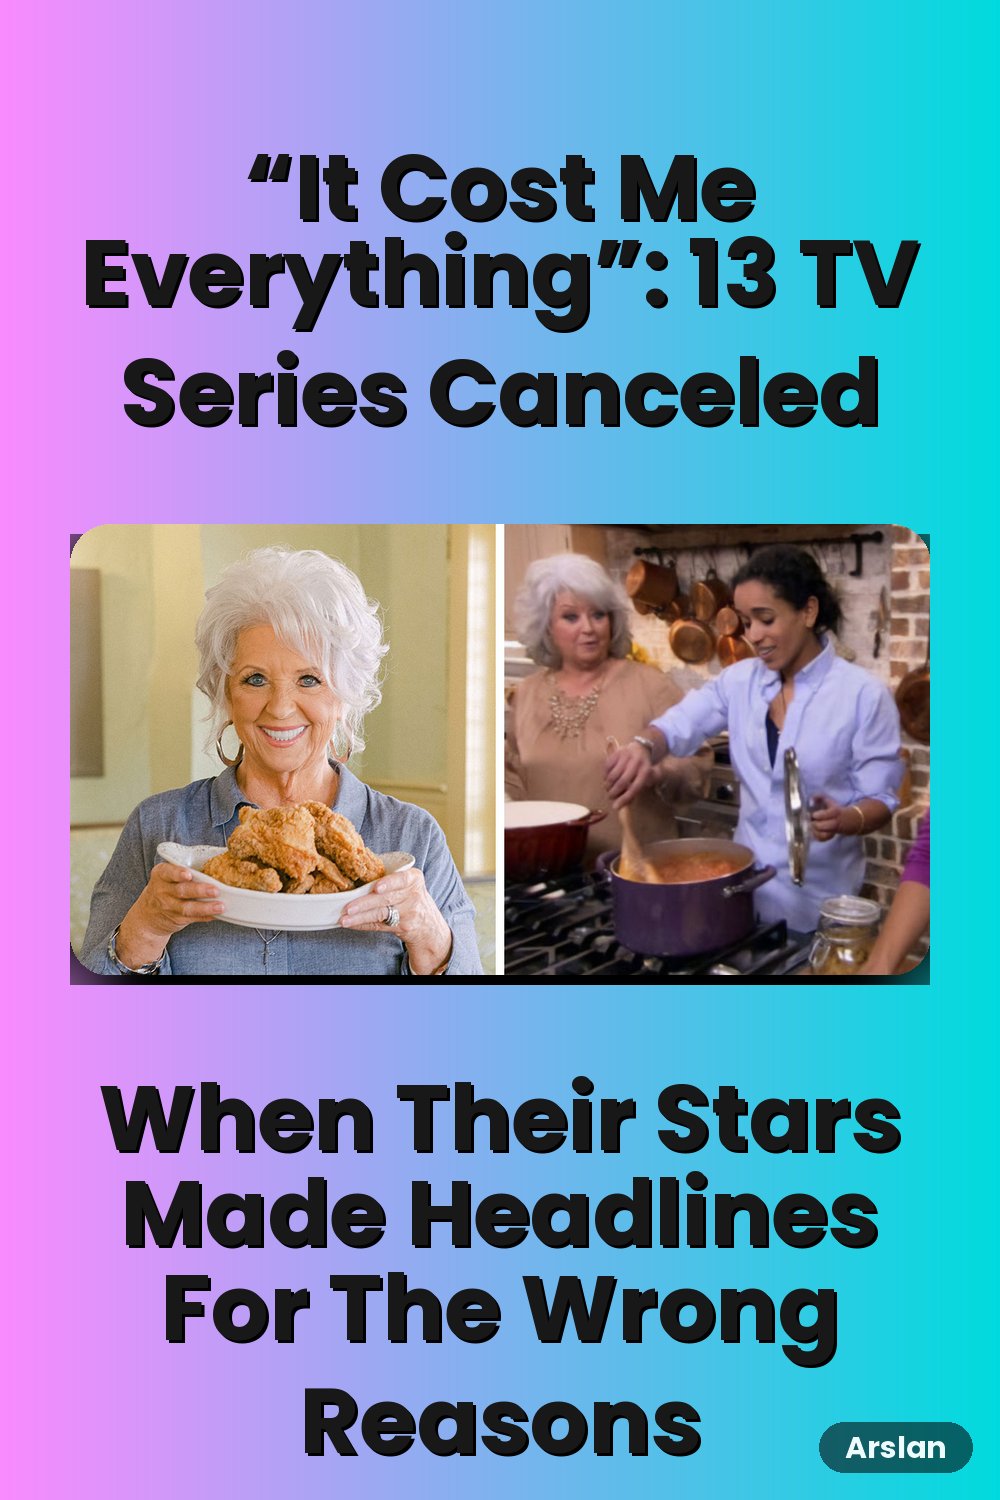 “It Cost Me
Everything”: 13 TV
Series Canceled
When Their Stars
Made Headlines
For The Wrong
Reasons
Arslan